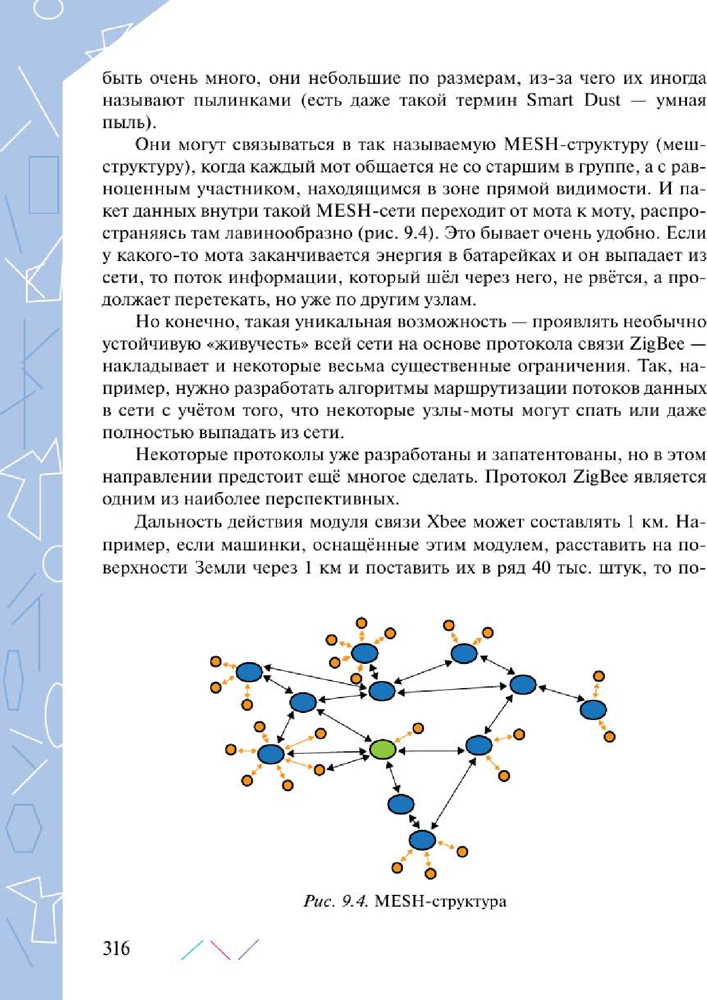 быть очень много, они небольшие по размерам, из-за чего их иногда
называют пылинками (есть даже такой термин Smart Dust — умная
пыль).
Они могут связываться в так называемую MESH-структуру (меш-
структуру), когда каждый мот общается не со старшим в группе, а с рав-
ноценным участником, находящимся в зоне прямой видимости. И па-
кет данных внутри такой MESH-сети переходит от мота к моту, распро-
страняясь там лавинообразно (рис. 9.4). Это бывает очень удобно. Если
у какого-то мота заканчивается энергия в батарейках и он выпадает из
сети, то поток информации, который шёл через него, не рвётся, а про-
должает перетекать, но уже по другим узлам.
Но конечно, такая уникальная возможность — проявлять необычно
устойчивую «живучесть» всей сети на основе протокола связи ZigBee —
накладывает и некоторые весьма существенные ограничения. Так, на-
пример, нужно разработать алгоритмы маршрутизации потоков данных
в сети с учётом того, что некоторые узлы-моты могут спать или даже
полностью выпадать из сети.
Некоторые протоколы уже разработаны и запатентованы, но в этом
направлении предстоит ещё многое сделать. Протокол ZigBee является
одним из наиболее перспективных.
Дальность действия модуля связи Xbee может составлять 1 км. На-
пример, если машинки, оснащённые этим модулем, расставить на по-
верхности Земли через 1 км и поставить их в ряд 40 тыс. штук, то по-
Рис. 9.4. MESH-структура
316